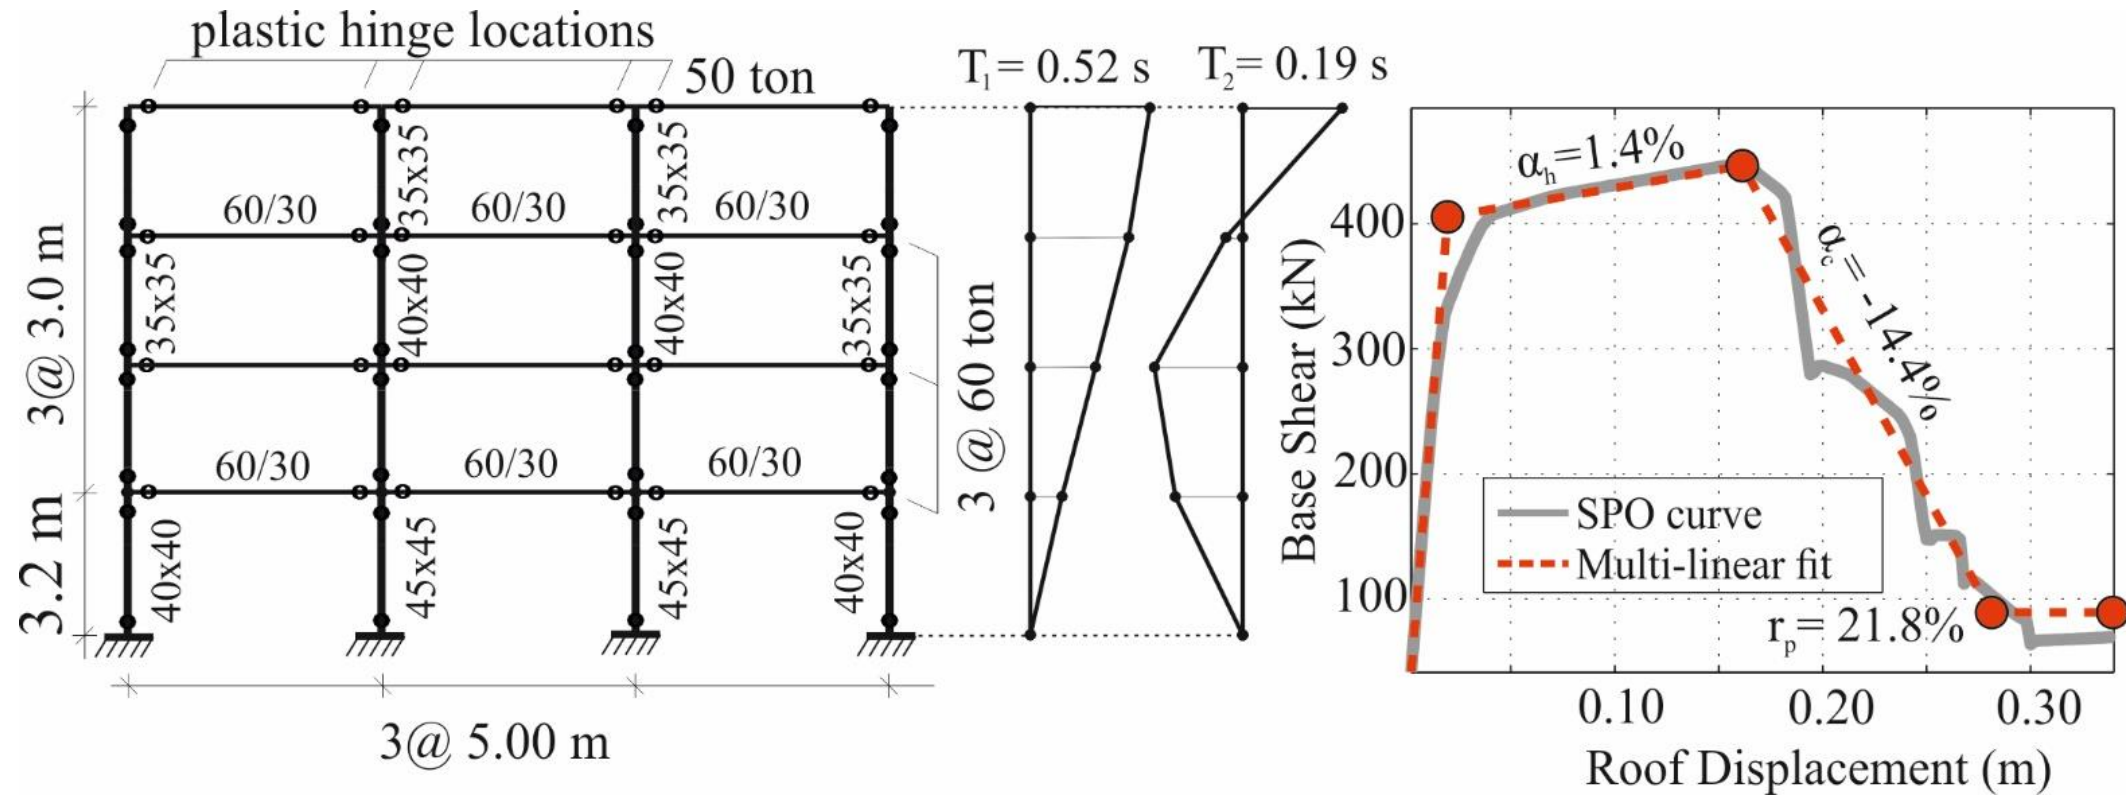 plastic hinge locations
50 ton
T₁= 0.52 s
T₂= 0.19 s
35x35
35x35
60/30
60/30
60/30
3@ 3.0 m
35x35
40x40
40x40
35x35
3 @ 60 ton
60/30
60/30
60/30
3.2 m
40x40
45x45
45x45
40x40
3@ 5.00 m
αₕ=1.4%
α꜀= -14.4%
400
300
200
100
Base Shear (kN)
SPO curve
Multi-linear fit
rₚ= 21.8%
0.10
0.20
0.30
Roof Displacement (m)